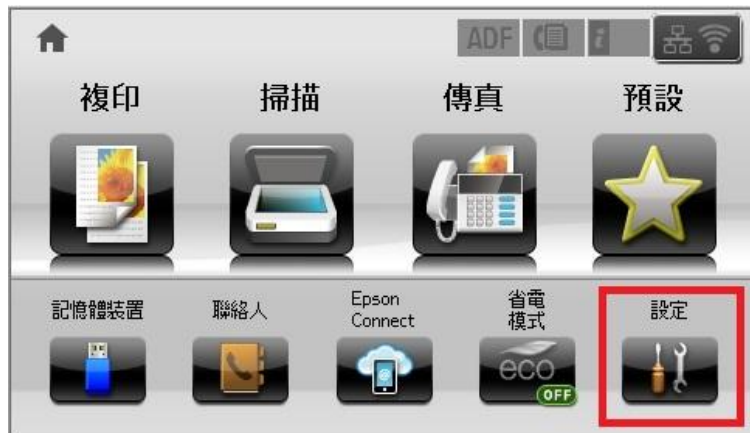 ADF
i
複印
掃描
傳真
預設
記憶體裝置
聯絡人
Epson
Connect
省電
模式
設定
@
eco
OFF